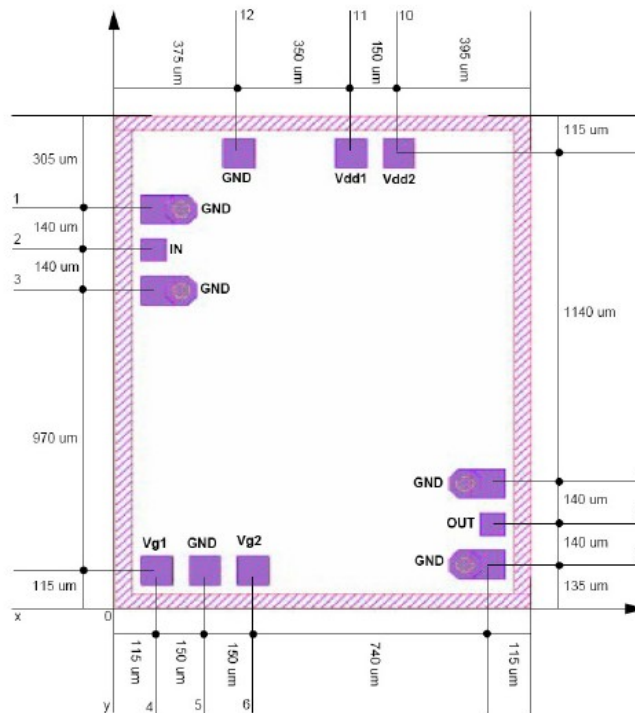 12
11
10
375 um
350 um
150 um
395 um
115 um
305 um
GND
Vdd1
Vdd2
1
GND
140 um
2
IN
140 um
3
GND
1140 um
970 um
GND
140 um
OUT
Vg1
GND
Vg2
140 um
GND
115 um
135 um
x
0
115 um
150 um
150 um
740 um
115 um
y
4
5
6